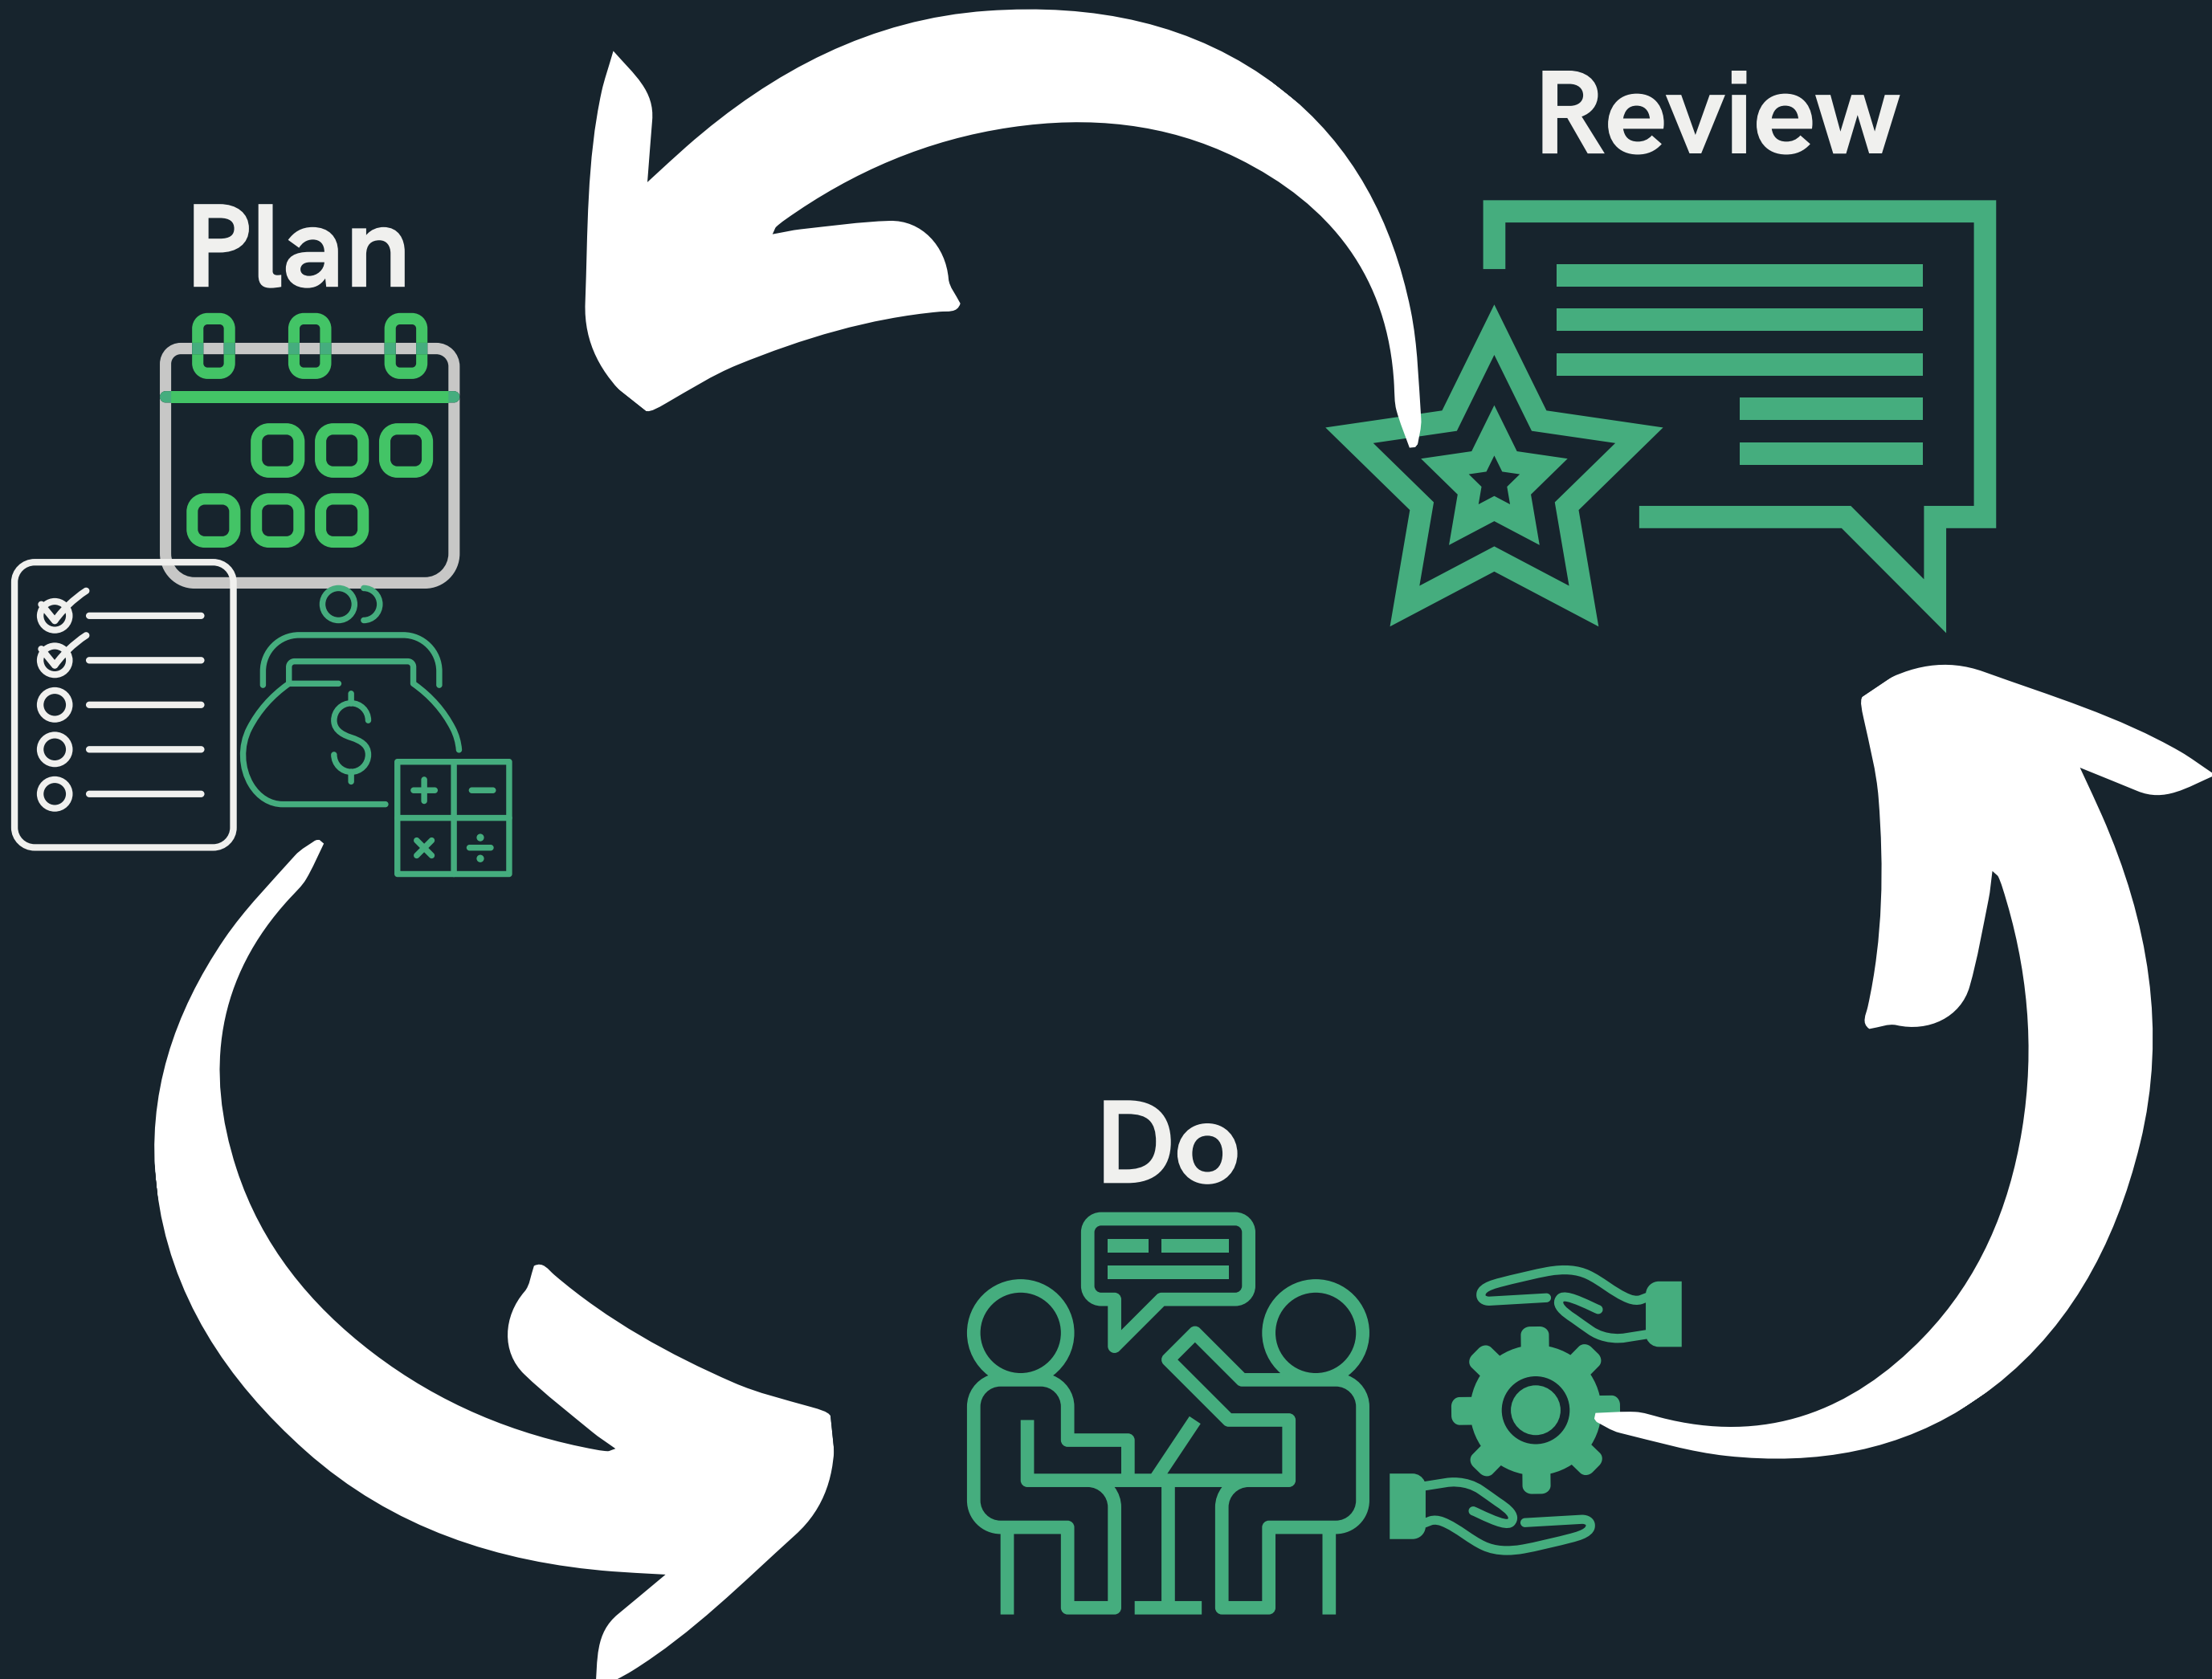 Review
Plan
$
+ −
× ÷
Do